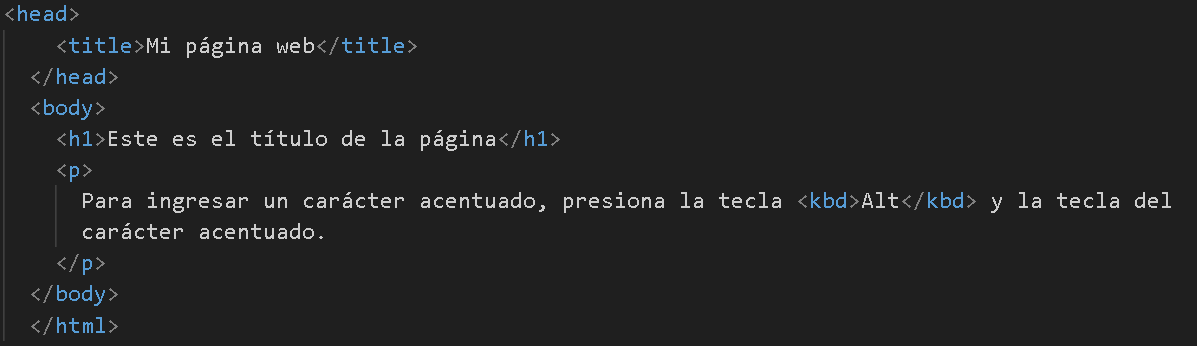 <head>
<title>Mi página web</title>
</head>
<body>
<h1>Este es el título de la página</h1>
<p>
Para ingresar un carácter acentuado, presiona la tecla <kbd>Alt</kbd> y la tecla del
carácter acentuado.
</p>
</body>
</html>